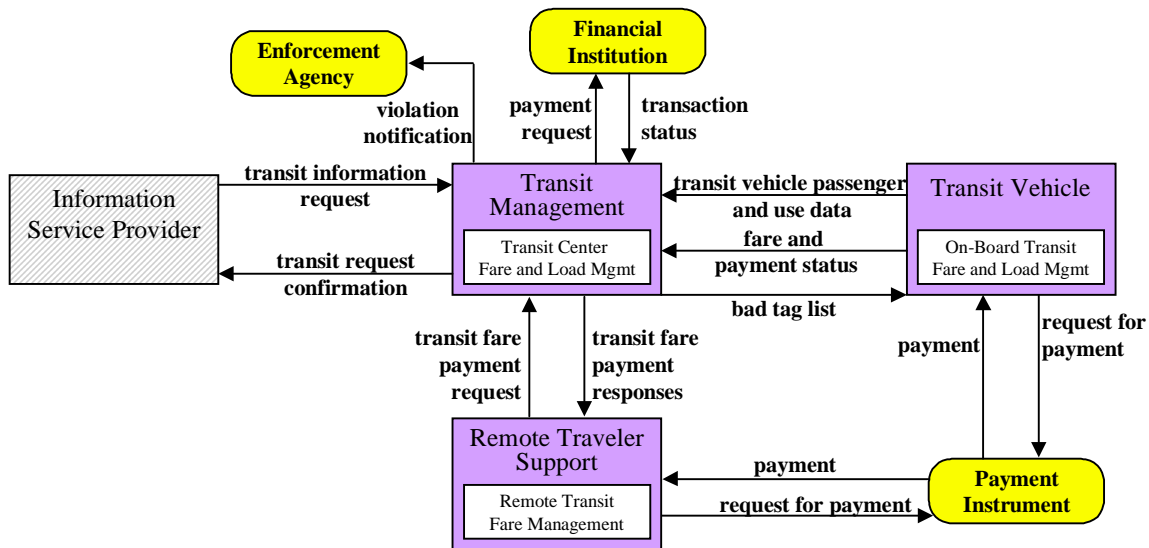 Enforcement
Agency
Financial
Institution
violation
notification
payment
request
transaction
status
Information
Service Provider
transit information
request
transit request
confirmation
Transit
Management
Transit Center
Fare and Load Mgmt
transit vehicle passenger
and use data
fare and
payment status
bad tag list
Transit Vehicle
On-Board Transit
Fare and Load Mgmt
transit fare
payment
request
transit fare
payment
responses
payment
request for
payment
Remote Traveler
Support
Remote Transit
Fare Management
payment
request for payment
Payment
Instrument